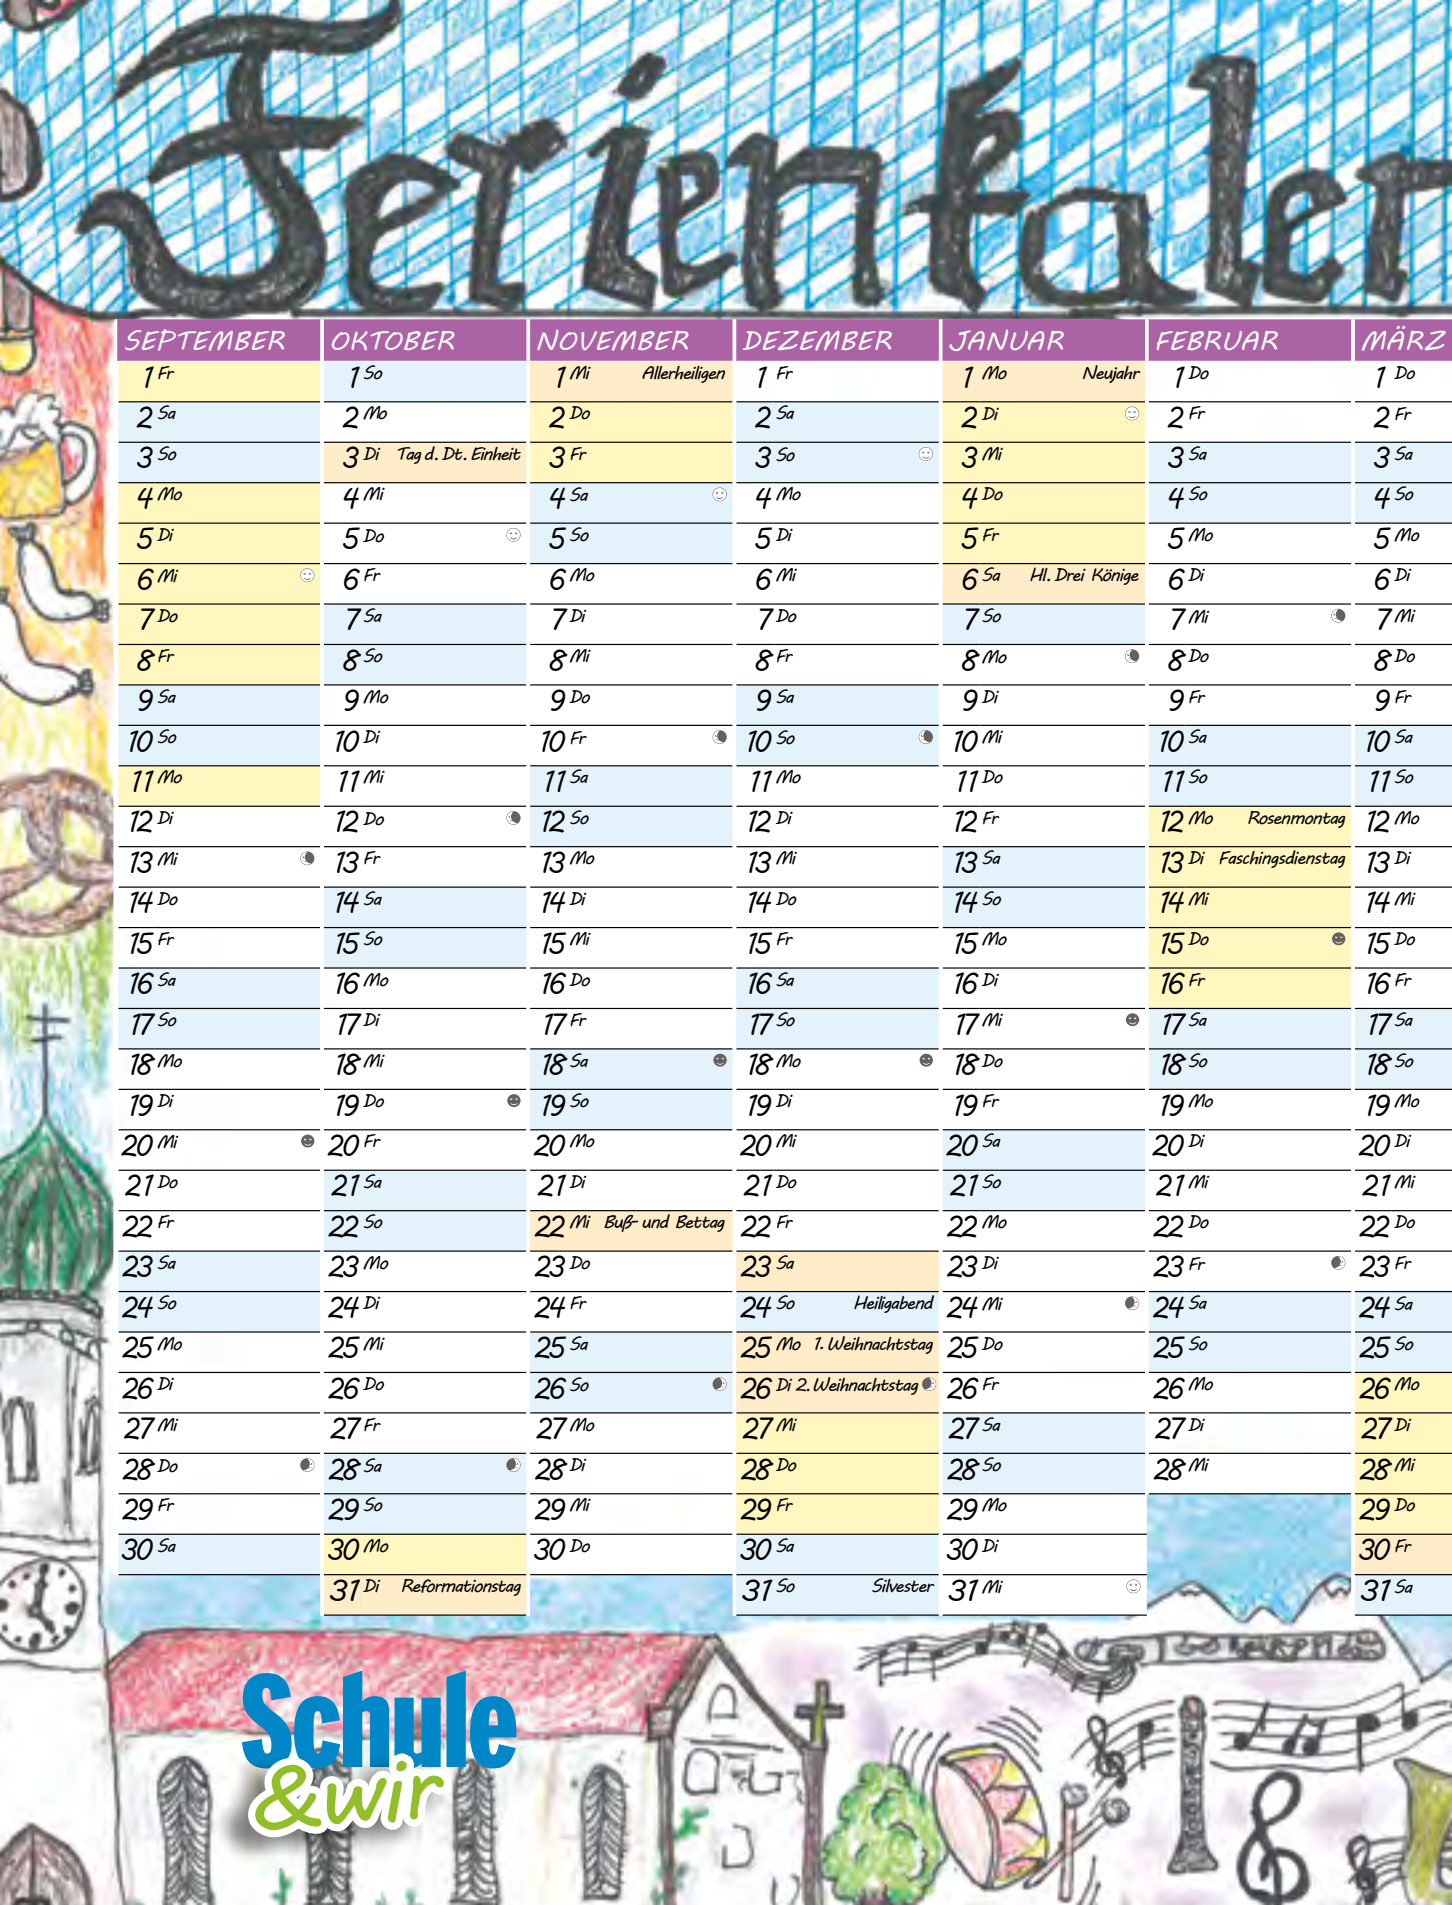 Ferienkalen
SEPTEMBER
1 Fr
2 Sa
3 So
4 Mo
5 Di
6 Mi
7 Do
8 Fr
9 Sa
10 So
11 Mo
12 Di
13 Mi
14 Do
15 Fr
16 Sa
17 So
18 Mo
19 Di
20 Mi
21 Do
22 Fr
23 Sa
24 So
25 Mo
26 Di
27 Mi
28 Do
29 Fr
30 Sa
OKTOBER
1 So
2 Mo
3 Di Tag d. Dt. Einheit
4 Mi
5 Do
6 Fr
7 Sa
8 So
9 Mo
10 Di
11 Mi
12 Do
13 Fr
14 Sa
15 So
16 Mo
17 Di
18 Mi
19 Do
20 Fr
21 Sa
22 So
23 Mo
24 Di
25 Mi
26 Do
27 Fr
28 Sa
29 So
30 Mo
31 Di Reformationstag
NOVEMBER
1 Mi Allerheiligen
2 Do
3 Fr
4 Sa
5 So
6 Mo
7 Di
8 Mi
9 Do
10 Fr
11 Sa
12 So
13 Mo
14 Di
15 Mi
16 Do
17 Fr
18 Sa
19 So
20 Mo
21 Di
22 Mi Buß- und Bettag
23 Do
24 Fr
25 Sa
26 So
27 Mo
28 Di
29 Mi
30 Do
DEZEMBER
1 Fr
2 Sa
3 So
4 Mo
5 Di
6 Mi
7 Do
8 Fr
9 Sa
10 So
11 Mo
12 Di
13 Mi
14 Do
15 Fr
16 Sa
17 So
18 Mo
19 Di
20 Mi
21 Do
22 Fr
23 Sa
24 So Heiligabend
25 Mo 1. Weihnachtstag
26 Di 2. Weihnachtstag
27 Mi
28 Do
29 Fr
30 Sa
31 So Silvester
JANUAR
1 Mo Neujahr
2 Di
3 Mi
4 Do
5 Fr
6 Sa Hl. Drei Könige
7 So
8 Mo
9 Di
10 Mi
11 Do
12 Fr
13 Sa
14 So
15 Mo
16 Di
17 Mi
18 Do
19 Fr
20 Sa
21 So
22 Mo
23 Di
24 Mi
25 Do
26 Fr
27 Sa
28 So
29 Mo
30 Di
31 Mi
FEBRUAR
1 Do
2 Fr
3 Sa
4 So
5 Mo
6 Di
7 Mi
8 Do
9 Fr
10 Sa
11 So
12 Mo Rosenmontag
13 Di Faschingsdienstag
14 Mi
15 Do
16 Fr
17 Sa
18 So
19 Mo
20 Di
21 Mi
22 Do
23 Fr
24 Sa
25 So
26 Mo
27 Di
28 Mi
MÄRZ
1 Do
2 Fr
3 Sa
4 So
5 Mo
6 Di
7 Mi
8 Do
9 Fr
10 Sa
11 So
12 Mo
13 Di
14 Mi
15 Do
16 Fr
17 Sa
18 So
19 Mo
20 Di
21 Mi
22 Do
23 Fr
24 Sa
25 So
26 Mo
27 Di
28 Mi
29 Do
30 Fr
31 Sa
Schule
&wir